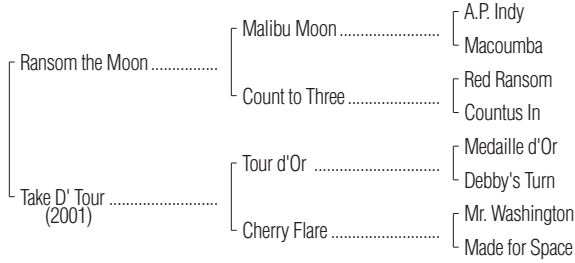 A.P. Indy
Malibu Moon ........................
Macoumba
Ransom the Moon ................
Red Ransom
Count to Three ......................
Countus In
Medaille d'Or
Tour d'Or ..............................
Debby's Turn
Take D' Tour ..........................
(2001)
Mr. Washington
Cherry Flare ..........................
Made for Space